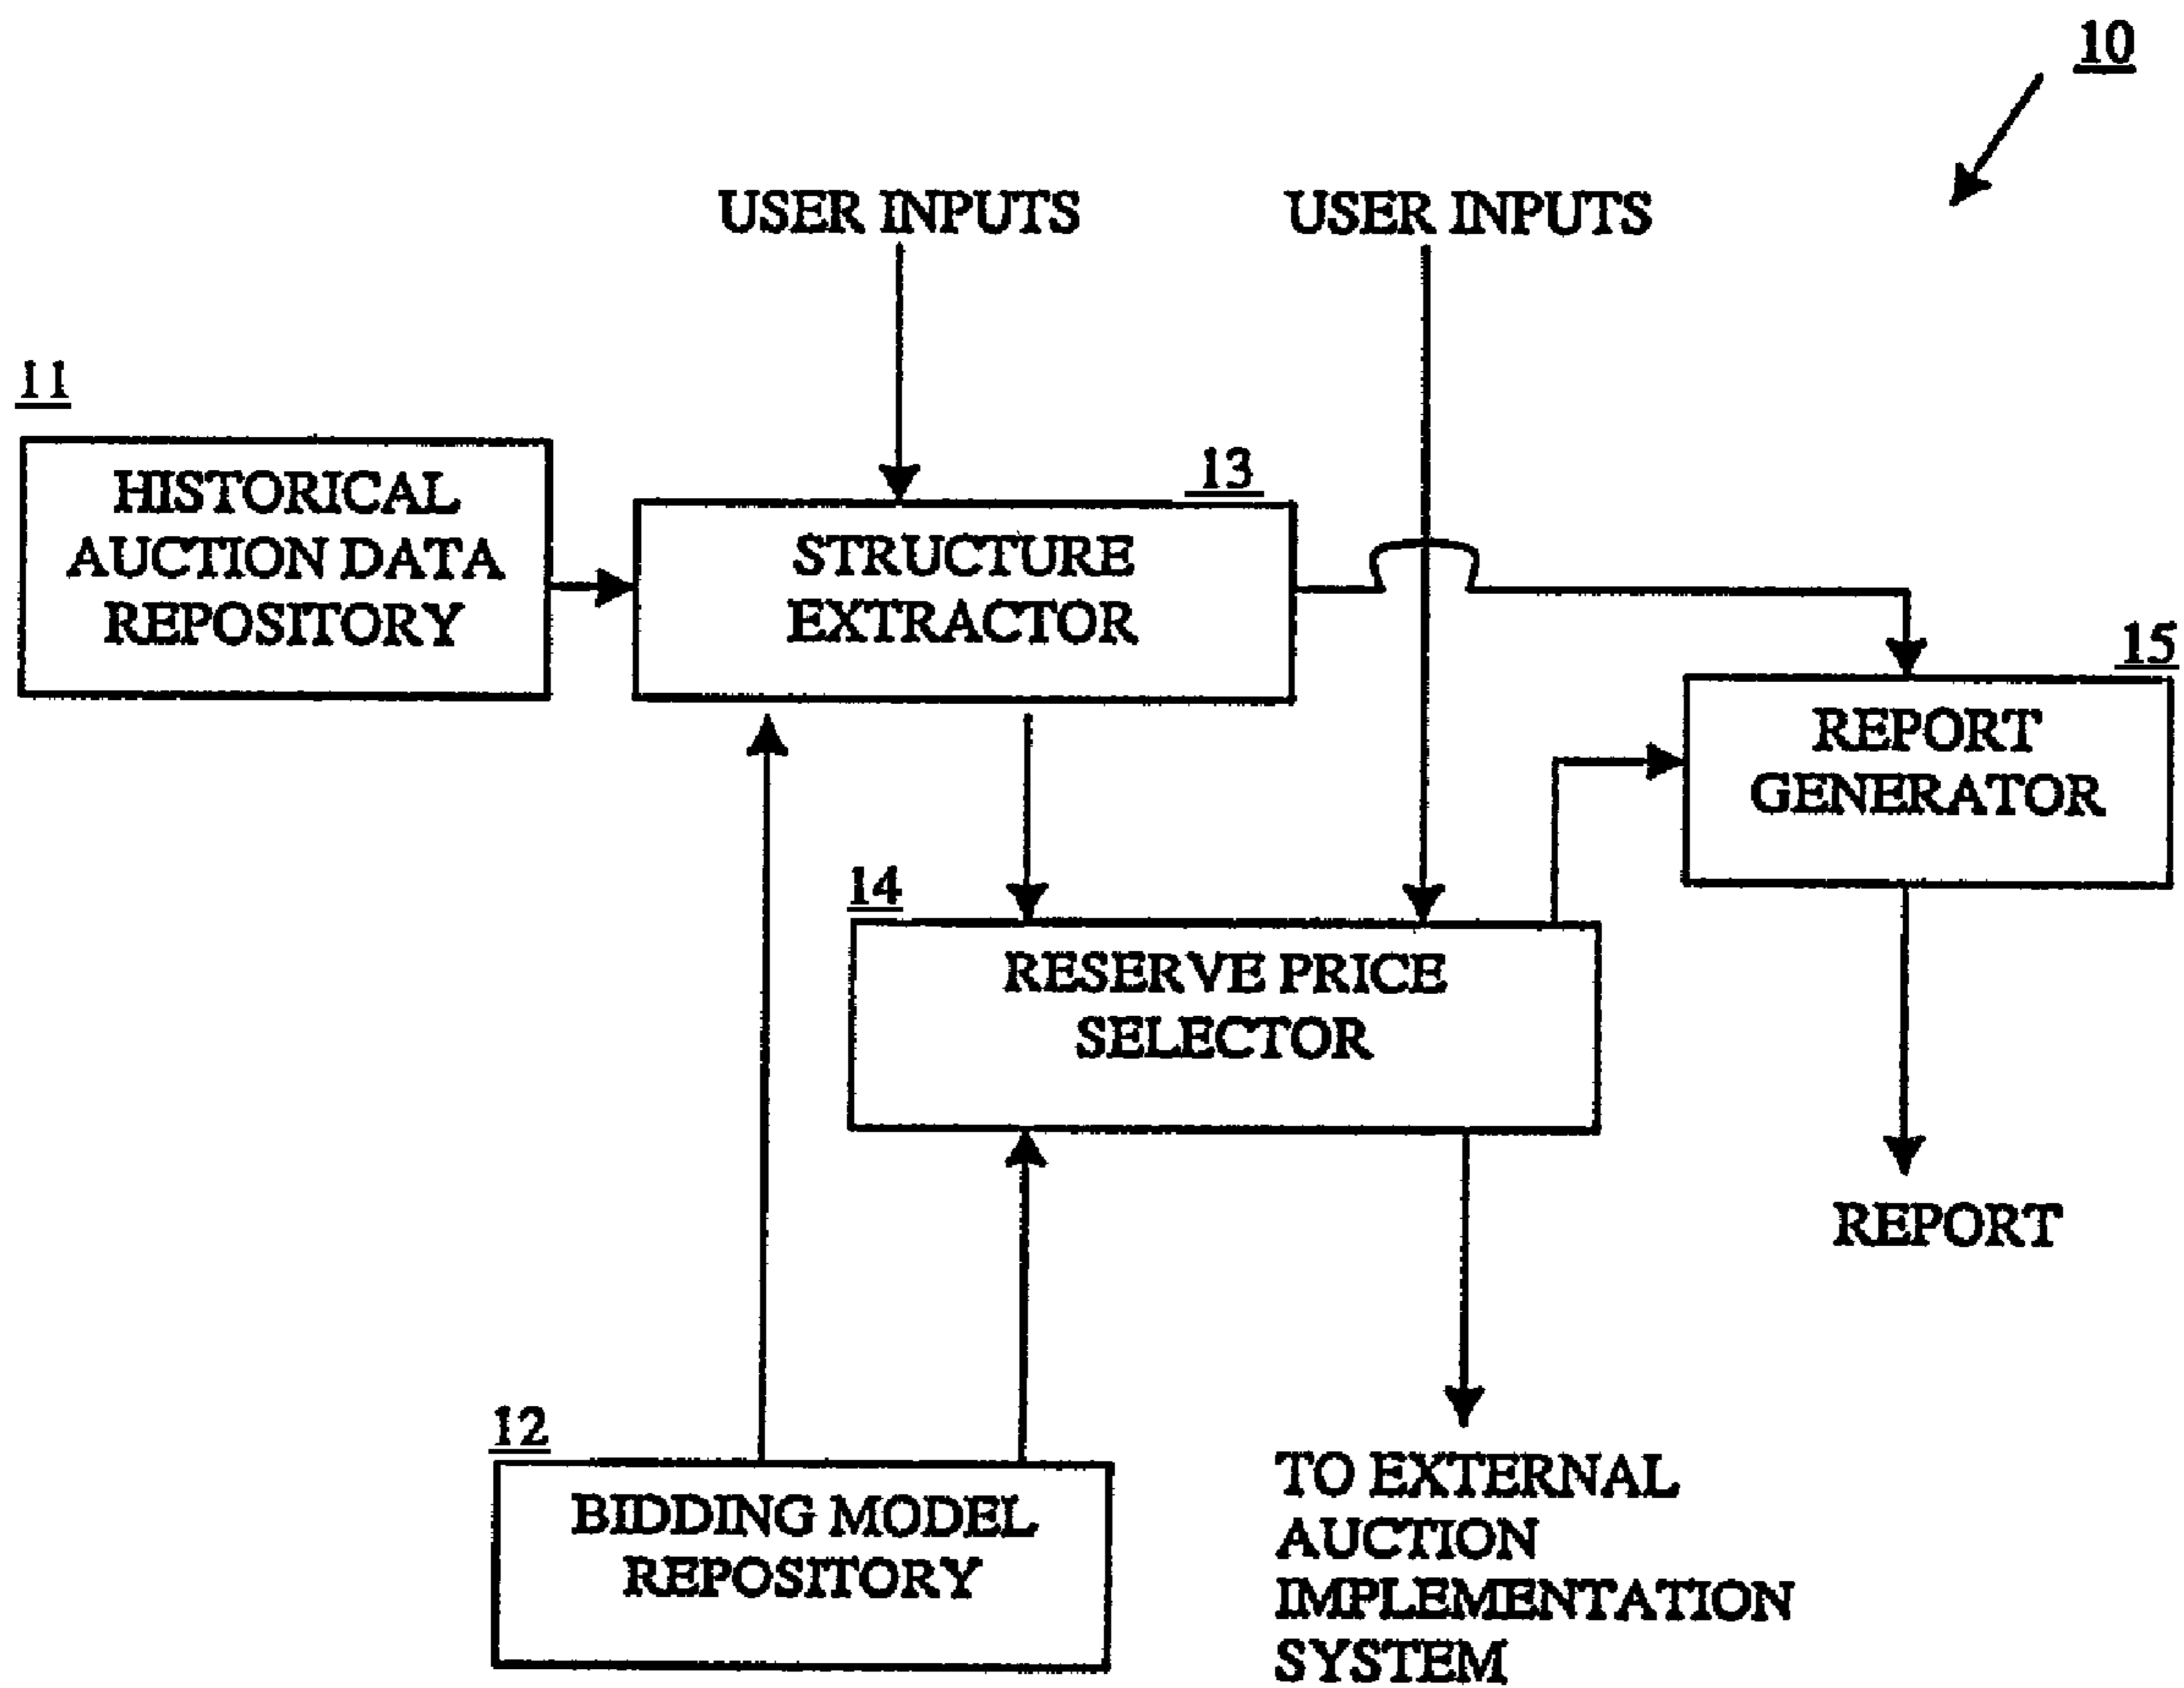 10
USER INPUTS
USER INPUTS
11
HISTORICAL
AUCTION DATA
REPOSITORY
13
STRUCTURE
EXTRACTOR
15
REPORT
GENERATOR
14
RESERVE PRICE
SELECTOR
REPORT
12
BIDDING MODEL
REPOSITORY
TO EXTERNAL
AUCTION
IMPLEMENTATION
SYSTEM